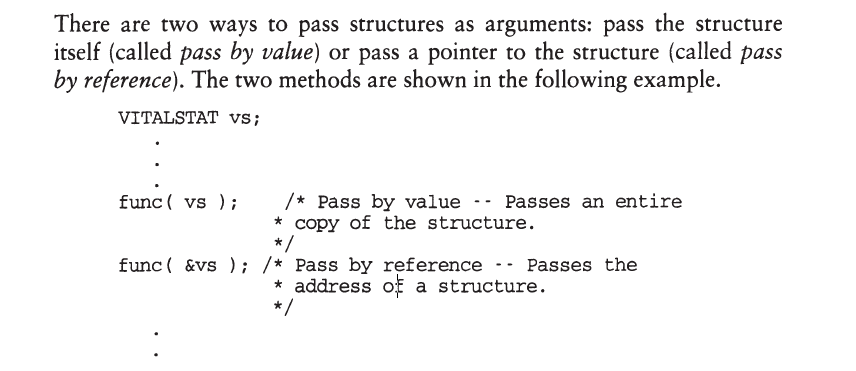 There are two ways to pass structures as arguments: pass the structure
itself (called pass by value) or pass a pointer to the structure (called pass
by reference). The two methods are shown in the following example.
VITALSTAT vs;
.
.
.
func( vs );    /* Pass by value -- Passes an entire
* copy of the structure.
*/
func( &vs ); /* Pass by reference -- Passes the
* address of a structure.
*/
.
.